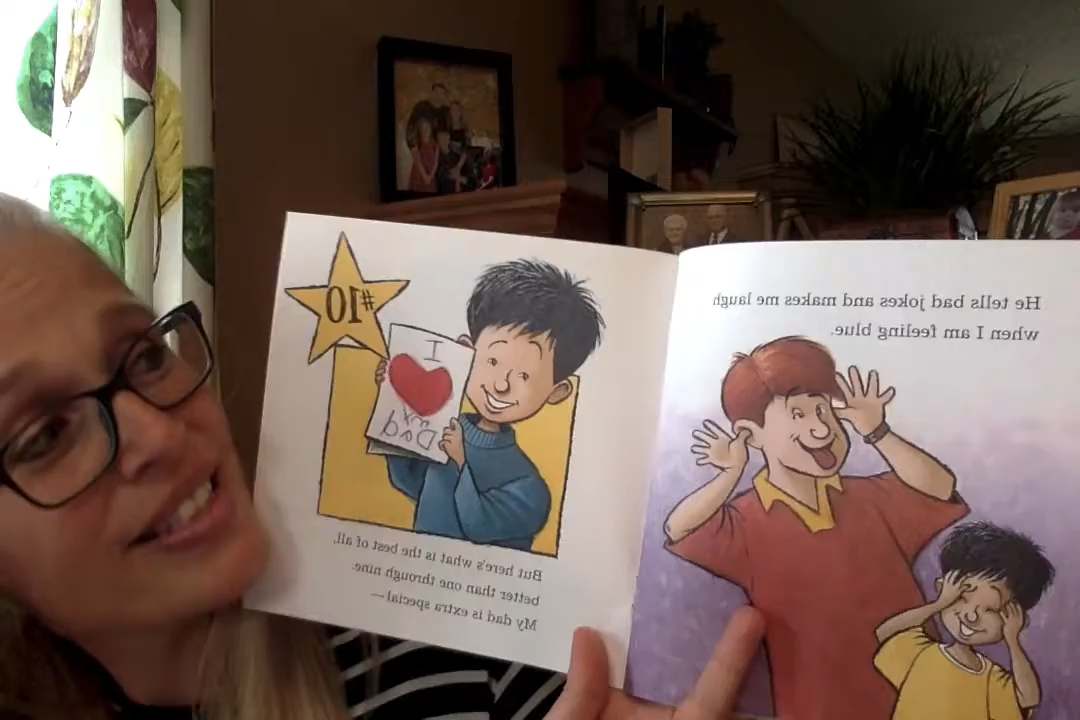 He tells bad jokes and makes me laugh
when I am feeling blue.
#10
I
Dad
But here's what is the best of all,
better than one through nine.
My dad is extra special—